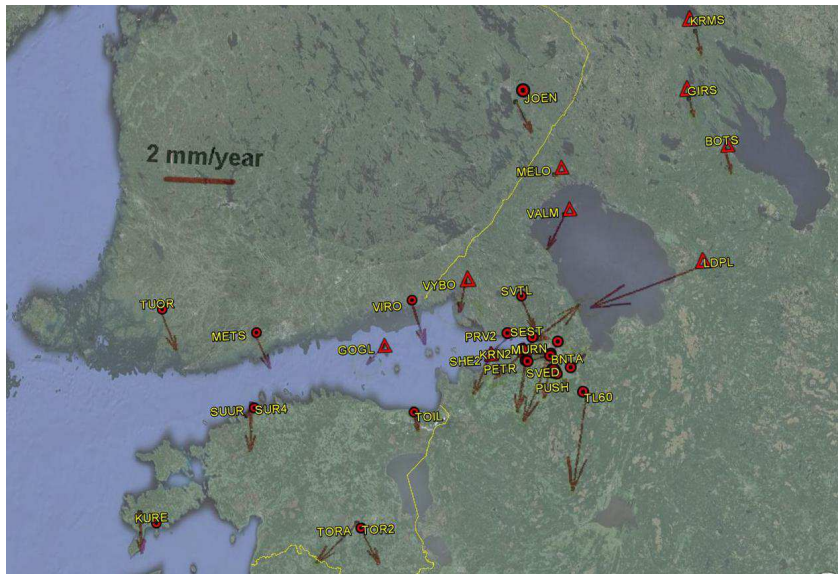 KRMS
GIRS
JOEN
BOTS
2 mm/year
MELO
VALM
LDPL
VYBO
SVTL
TUOR
VIRO
METS
PRV2
SEST
GOGL
SHEZ
KRN2
MURN
BNTA
PETR
SVED
PUSH
TL60
SUUR
SUR4
TOIL
KURE
TORA
TOR2